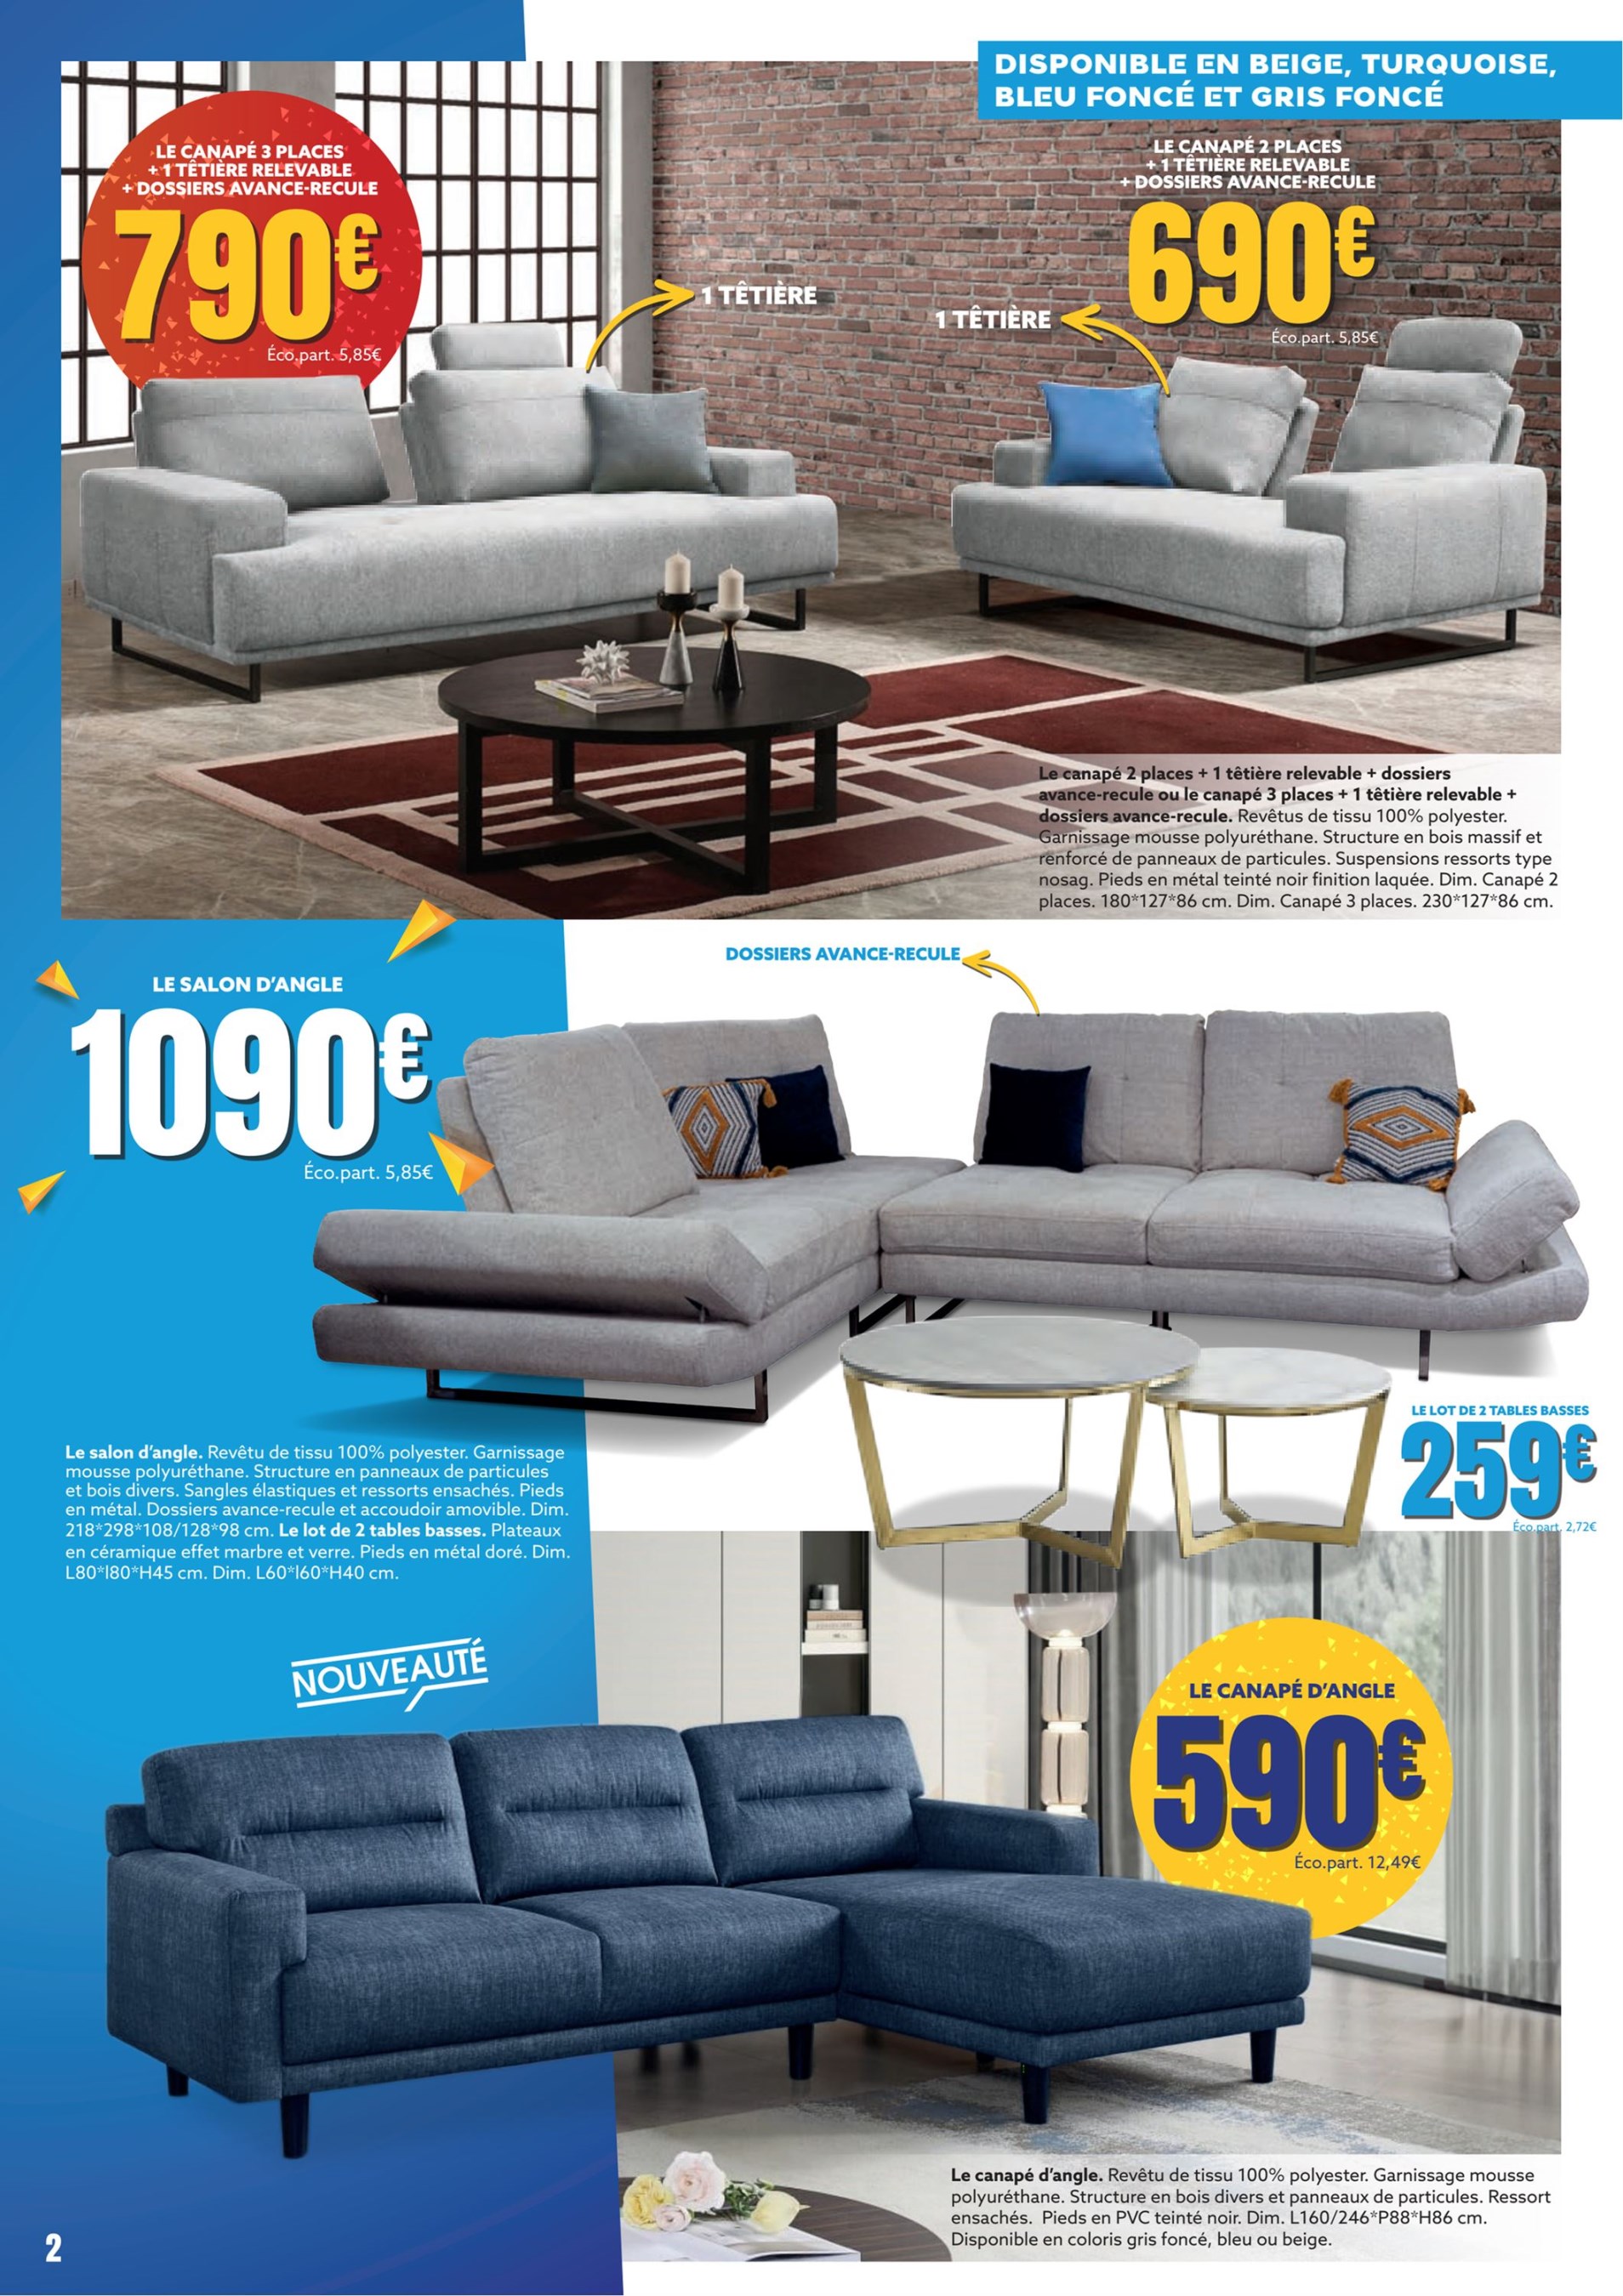 DISPONIBLE EN BEIGE, TURQUOISE,
BLEU FONCÉ ET GRIS FONCÉ
LE CANAPÉ 3 PLACES
+ 1 TÊTIÈRE RELEVABLE
+ DOSSIERS AVANCE-RECULE
790€
Éco.part. 5,85€
1 TÊTIÈRE
LE CANAPÉ 2 PLACES
+ 1 TÊTIÈRE RELEVABLE
+ DOSSIERS AVANCE-RECULE
690€
Éco.part. 5,85€
1 TÊTIÈRE
Le canapé 2 places + 1 têtière relevable + dossiers
avance-recule ou le canapé 3 places + 1 têtière relevable +
dossiers avance-recule. Revêtus de tissu 100% polyester.
Garnissage mousse polyuréthane. Structure en bois massif et
renforcé de panneaux de particules. Suspensions ressorts type
nosag. Pieds en métal teinté noir finition laquée. Dim. Canapé 2
places. 180*127*86 cm. Dim. Canapé 3 places. 230*127*86 cm.
DOSSIERS AVANCE-RECULE
LE SALON D'ANGLE
1090€
Éco.part. 5,85€
Le salon d'angle. Revêtu de tissu 100% polyester. Garnissage
mousse polyuréthane. Structure en panneaux de particules
et bois divers. Sangles élastiques et ressorts ensachés. Pieds
en métal. Dossiers avance-recule et accoudoir amovible. Dim.
218*298*108/128*98 cm. Le lot de 2 tables basses. Plateaux
en céramique effet marbre et verre. Pieds en métal doré. Dim.
L80*l80*H45 cm. Dim. L60*l60*H40 cm.
LE LOT DE 2 TABLES BASSES
259€
Éco.part. 2,72€
NOUVEAUTÉ
LE CANAPÉ D'ANGLE
590€
Éco.part. 12,49€
Le canapé d'angle. Revêtu de tissu 100% polyester. Garnissage mousse
polyuréthane. Structure en bois divers et panneaux de particules. Ressort
ensachés. Pieds en PVC teinté noir. Dim. L160/246*P88*H86 cm.
Disponible en coloris gris foncé, bleu ou beige.
2